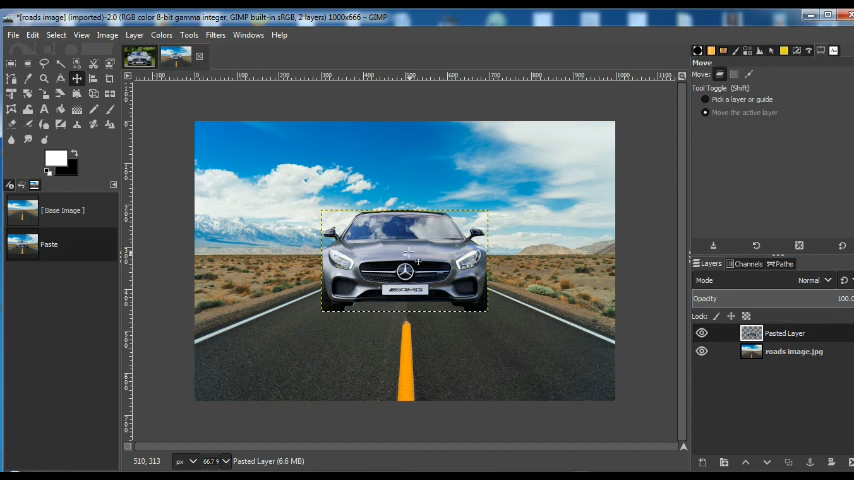 *[roads image] (imported)-2.0 (RGB color 8-bit gamma integer, GIMP built-in sRGB, 2 layers) 1000x666 – GIMP
File Edit Select View Image Layer Colors Tools Filters Windows Help
Move
Move:
Tool Toggle (Shift)
Pick a layer or guide
Move the active layer
[ Base Image ]
Paste
AMG
Layers Channels Paths
Mode Normal
Opacity 100.0
Lock:
Pasted Layer
roads image.jpg
510, 313 px 66.7 % Pasted Layer (6.6 MB)